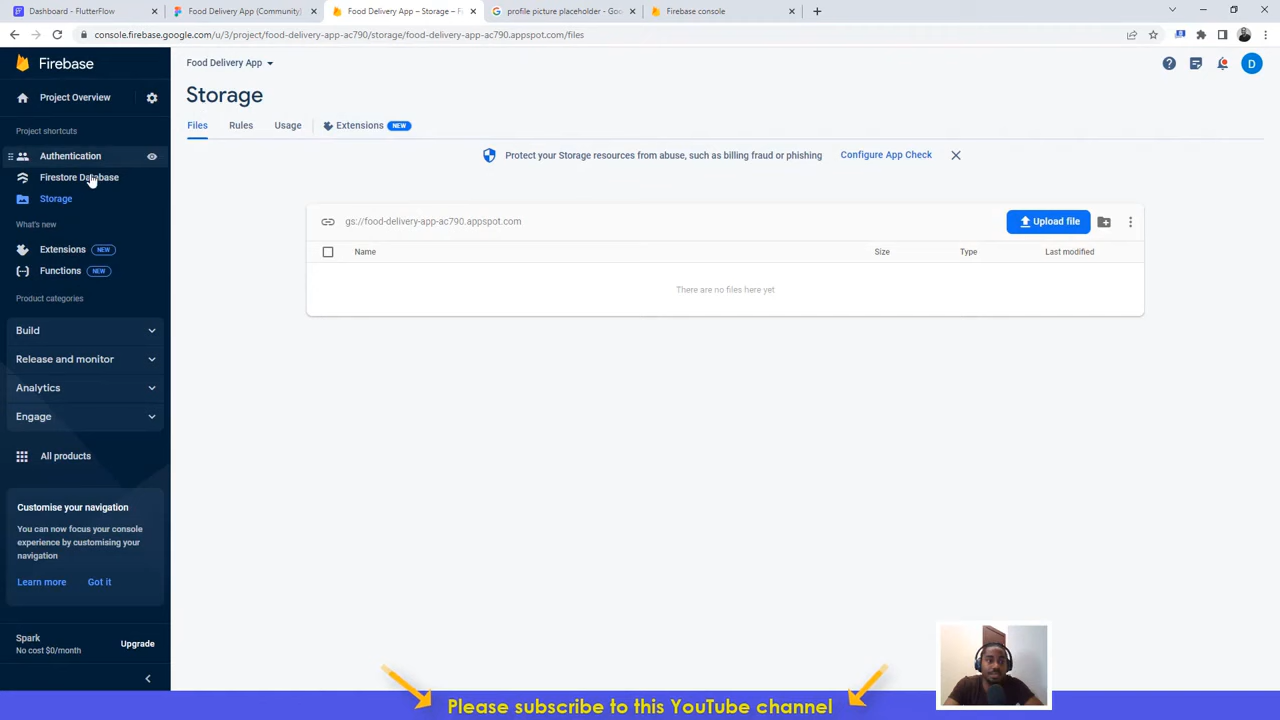 Dashboard - FlutterFlow
Food Delivery App (Community)
Food Delivery App – Storage – F
profile picture placeholder - Goo
Firebase console
console.firebase.google.com/u/3/project/food-delivery-app-ac790/storage/food-delivery-app-ac790.appspot.com/files
Firebase
Food Delivery App
D
Project Overview
Storage
Project shortcuts
Files Rules Usage Extensions NEW
Authentication
Protect your Storage resources from abuse, such as billing fraud or phishing Configure App Check
Firestore Database
Storage
What's new
gs://food-delivery-app-ac790.appspot.com
Upload file
Extensions NEW
Name Size Type Last modified
Functions NEW
There are no files here yet
Product categories
Build
Release and monitor
Analytics
Engage
All products
Customise your navigation
You can now focus your console
experience by customising your
navigation
Learn more Got it
Spark
No cost $0/month
Upgrade
Please subscribe to this YouTube channel